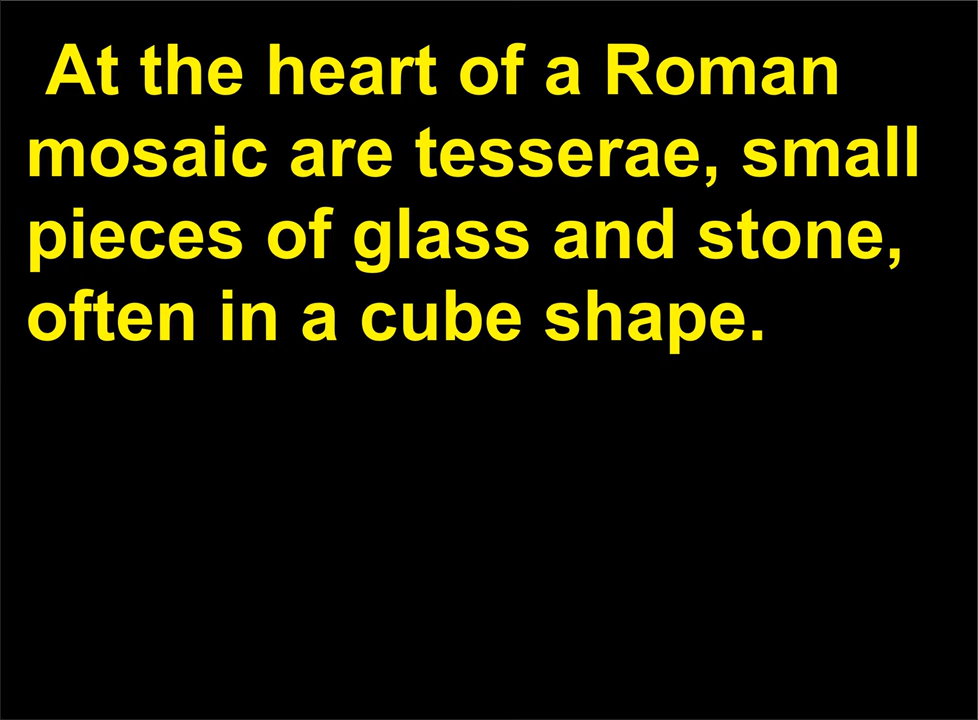 At the heart of a Roman
mosaic are tesserae, small
pieces of glass and stone,
often in a cube shape.